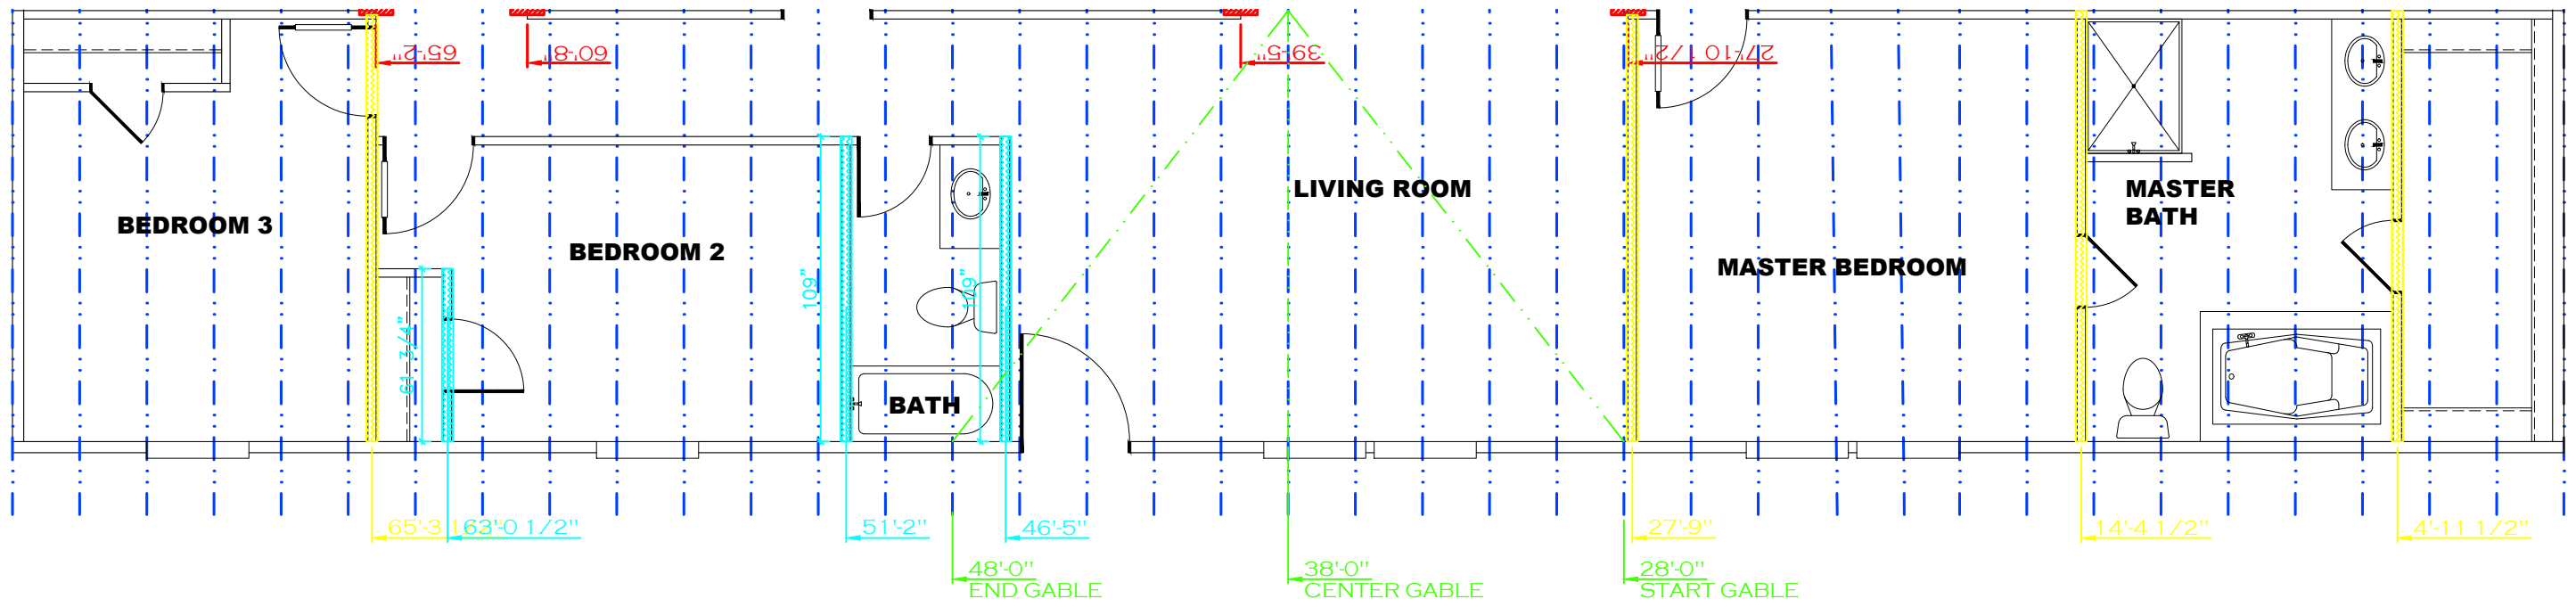 65'-2"
60'-8"
39'-5"
27'-10 1/2"
BEDROOM 3
BEDROOM 2
LIVING ROOM
MASTER BEDROOM
MASTER
BATH
109"
109"
61 3/4"
BATH
65'-3 1/2"
63'-0 1/2"
51'-2"
46'-5"
27'-9"
14'-4 1/2"
4'-11 1/2"
48'-0"
END GABLE
38'-0"
CENTER GABLE
28'-0"
START GABLE